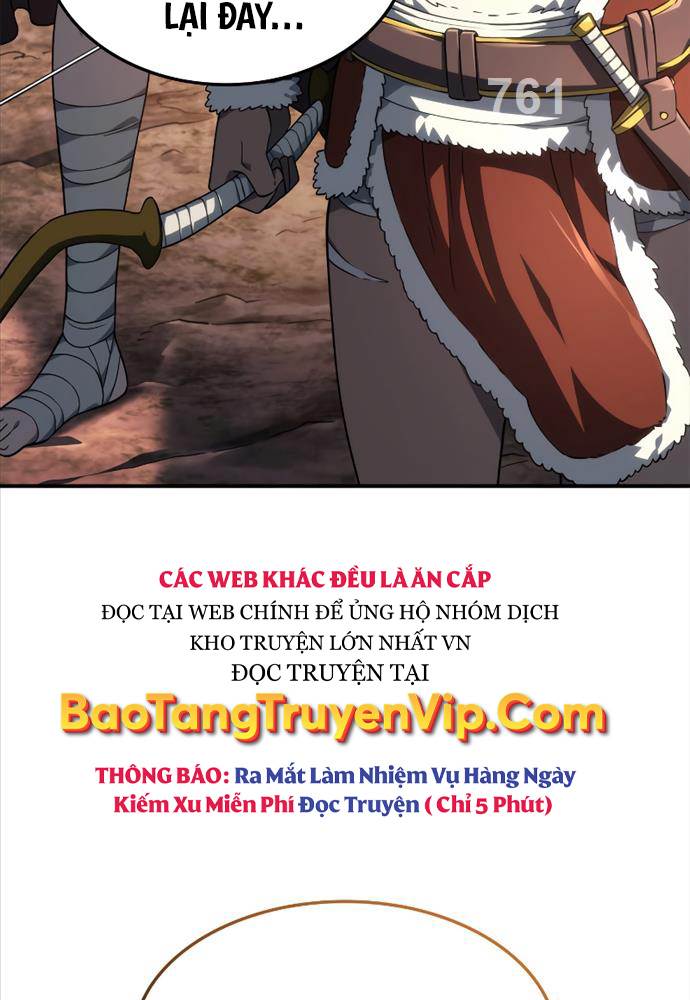 LẠI ĐÂY...
761
CÁC WEB KHÁC ĐỀU LÀ ĂN CẮP
ĐỌC TẠI WEB CHÍNH ĐỂ ỦNG HỘ NHÓM DỊCH
KHO TRUYỆN LỚN NHẤT VN
ĐỌC TRUYỆN TẠI
BaoTangTruyenVip.Com
THÔNG BÁO: Ra Mắt Làm Nhiệm Vụ Hàng Ngày
Kiếm Xu Miễn Phí Đọc Truyện ( Chỉ 5 Phút)